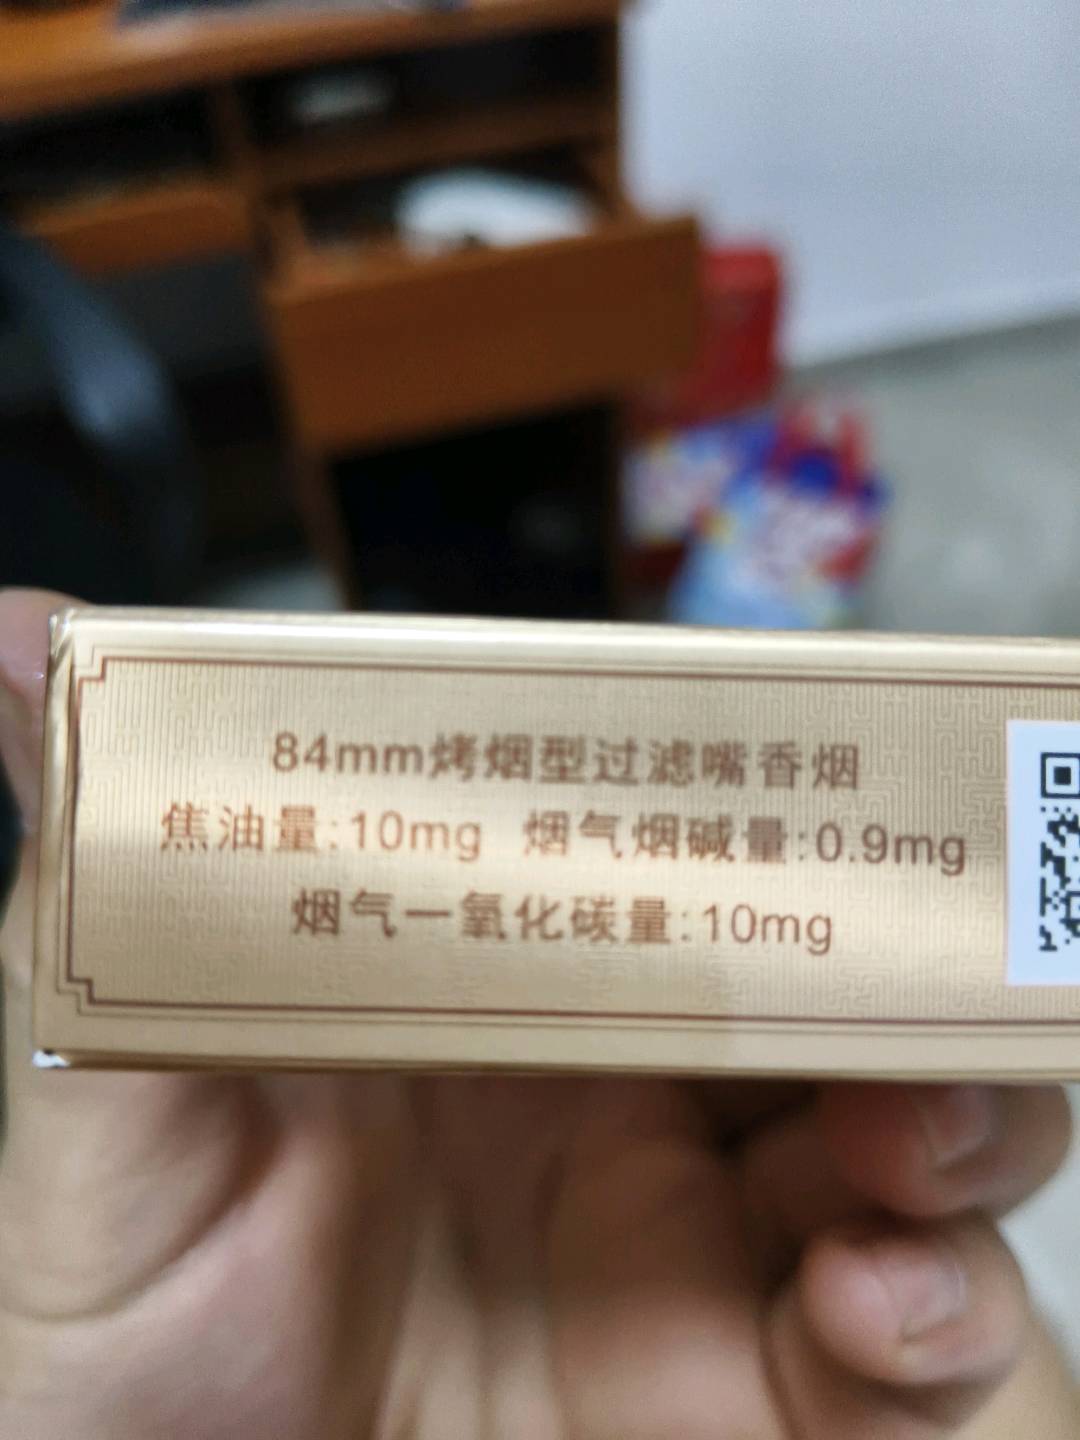 84mm烤烟型过滤嘴香烟
焦油量:10mg 烟气烟碱量:0.9mg
烟气一氧化碳量:10mg